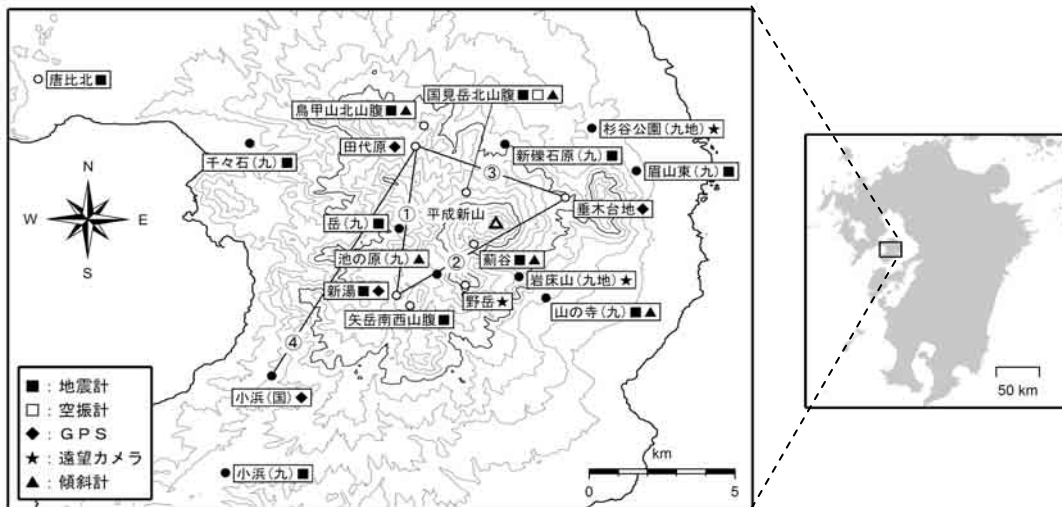 唐比北■
国見岳北山腹■□▲
鳥甲山北山腹■▲
田代原◆
杉谷公園(九地)★
千々石(九)■
新礫石原(九)■
眉山東(九)■
N
W
E
S
③
垂木台地◆
岳(九)■
①
平成新山
池の原(九)▲
②
薊谷■▲
岩床山(九地)★
新湯■◆
野岳★
山の寺(九)■▲
矢岳南西山腹■
④
小浜(国)◆
小浜(九)■
■:地震計
□:空振計
◆:GPS
★:遠望カメラ
▲:傾斜計
km
0
5
50 km